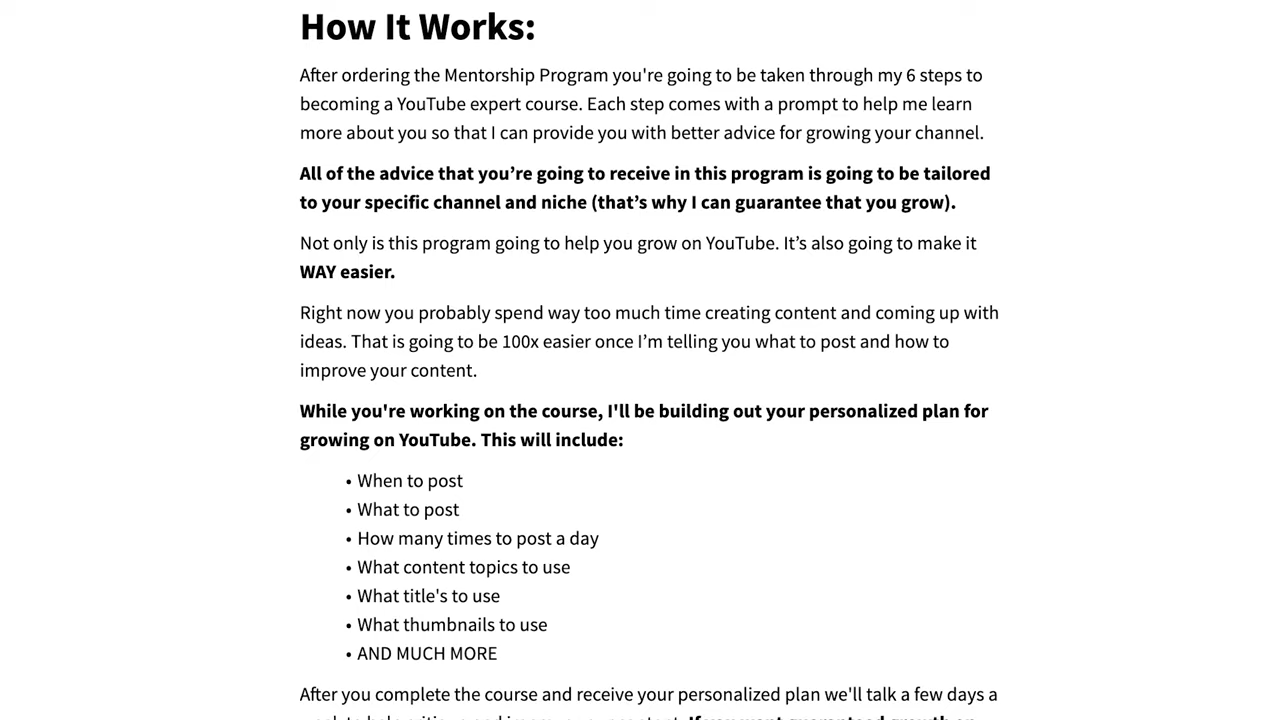 How It Works:
After ordering the Mentorship Program you're going to be taken through my 6 steps to
becoming a YouTube expert course. Each step comes with a prompt to help me learn
more about you so that I can provide you with better advice for growing your channel.
All of the advice that you’re going to receive in this program is going to be tailored
to your specific channel and niche (that’s why I can guarantee that you grow).
Not only is this program going to help you grow on YouTube. It’s also going to make it
WAY easier.
Right now you probably spend way too much time creating content and coming up with
ideas. That is going to be 100x easier once I’m telling you what to post and how to
improve your content.
While you're working on the course, I'll be building out your personalized plan for
growing on YouTube. This will include:
• When to post
• What to post
• How many times to post a day
• What content topics to use
• What title's to use
• What thumbnails to use
• AND MUCH MORE
After you complete the course and receive your personalized plan we'll talk a few days a